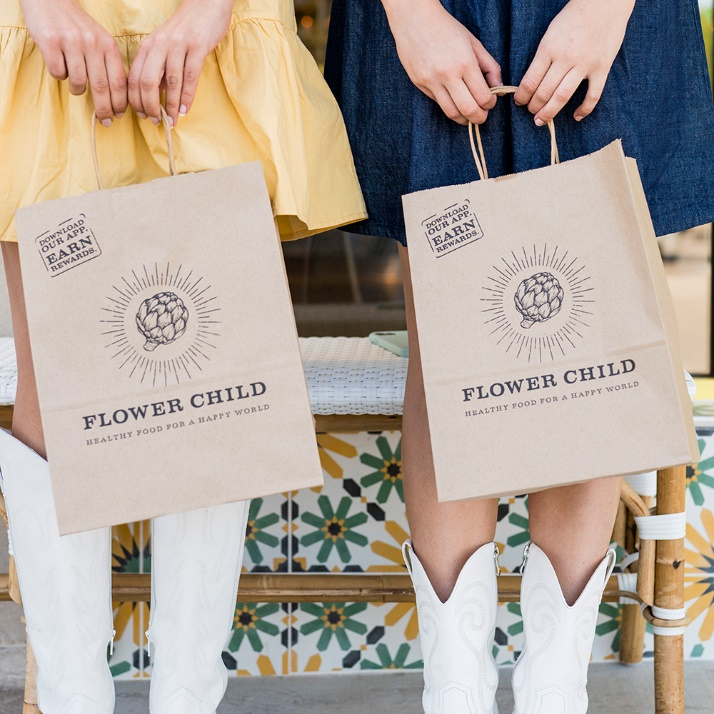 DOWNLOAD
OUR APP.
EARN
REWARDS.
FLOWER CHILD
HEALTHY FOOD FOR A HAPPY WORLD
DOWNLOAD
OUR APP.
EARN
REWARDS.
FLOWER CHILD
HEALTHY FOOD FOR A HAPPY WORLD